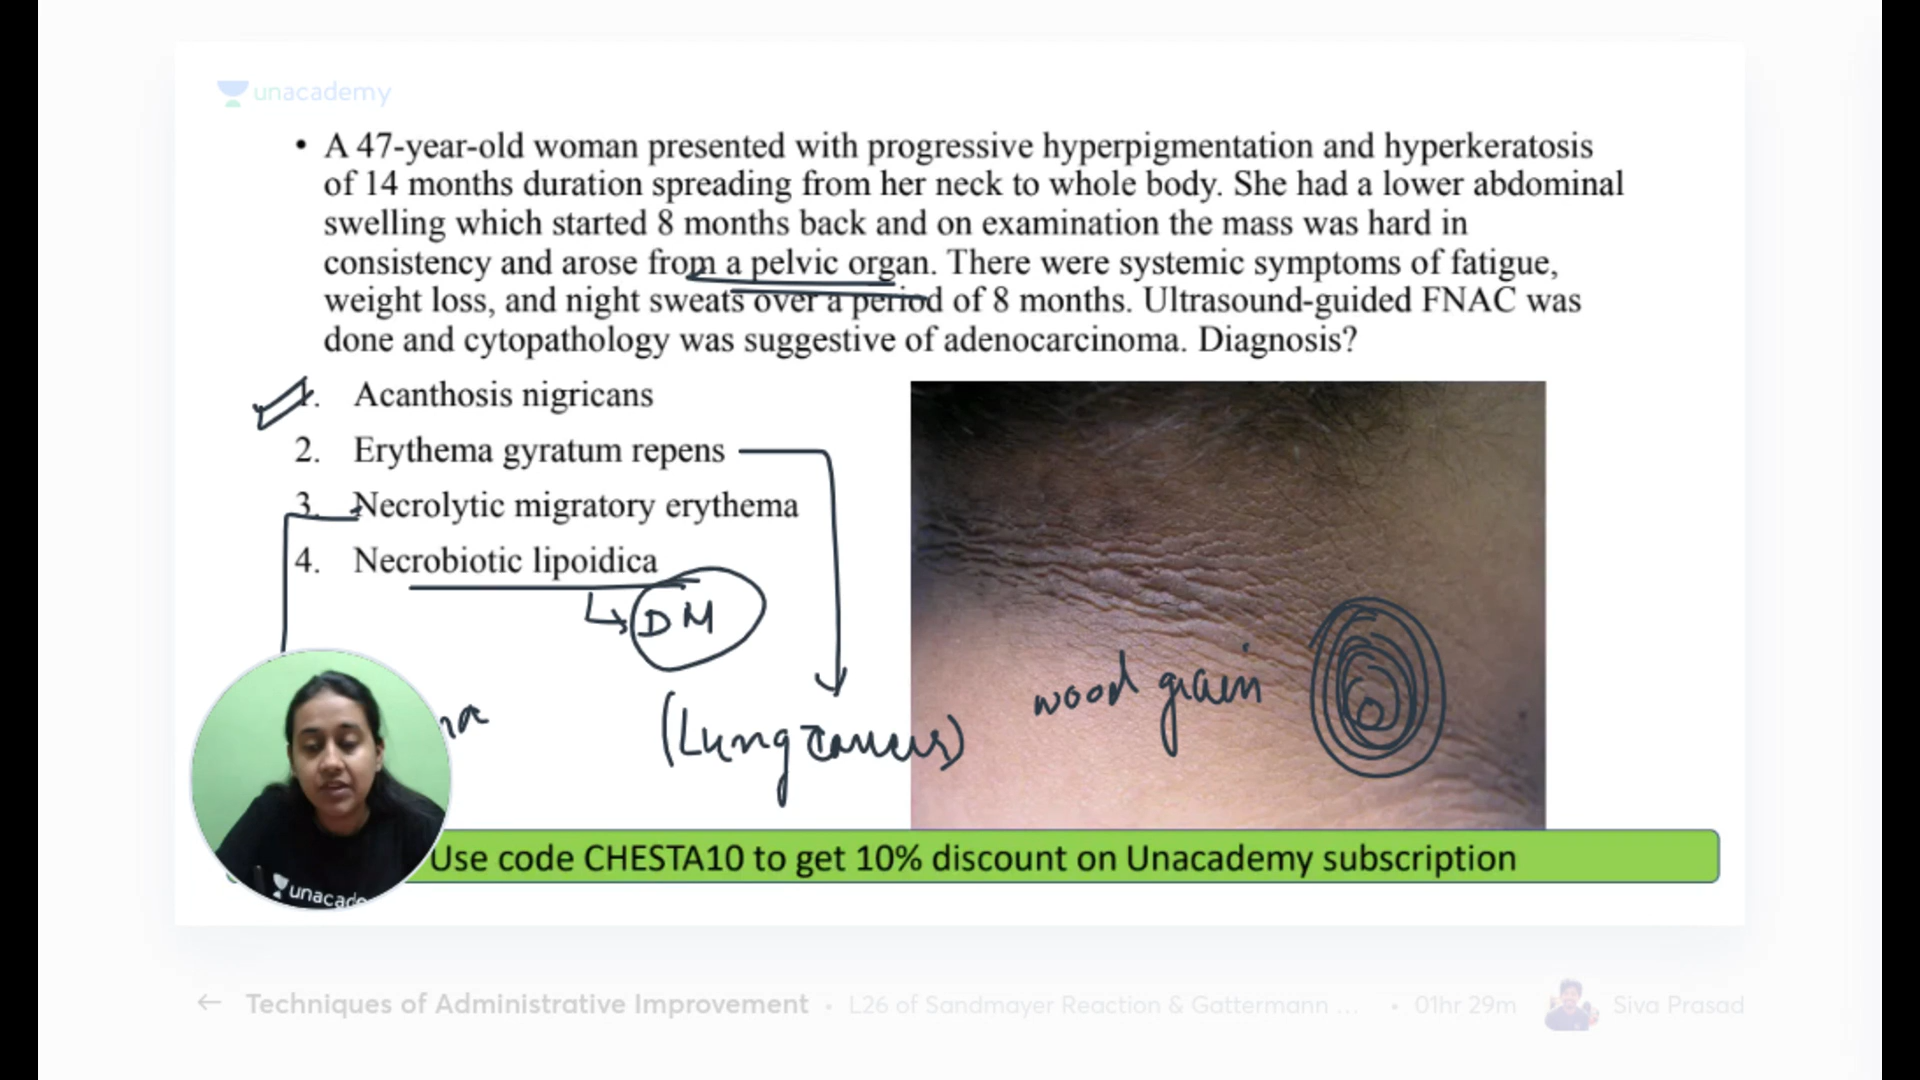 unacademy
• A 47-year-old woman presented with progressive hyperpigmentation and hyperkeratosis
of 14 months duration spreading from her neck to whole body. She had a lower abdominal
swelling which started 8 months back and on examination the mass was hard in
consistency and arose from a pelvic organ. There were systemic symptoms of fatigue,
weight loss, and night sweats over a period of 8 months. Ultrasound-guided FNAC was
done and cytopathology was suggestive of adenocarcinoma. Diagnosis?
1. Acanthosis nigricans
2. Erythema gyratum repens
3. Necrolytic migratory erythema
4. Necrobiotic lipoidica
DM
wood grain
(Lung
Use code CHESTA10 to get 10% discount on Unacademy subscription
← Techniques of Administrative Improvement • L26 of Sandmayer Reaction & Gattermann ... • 01hr 29m Siva Prasad